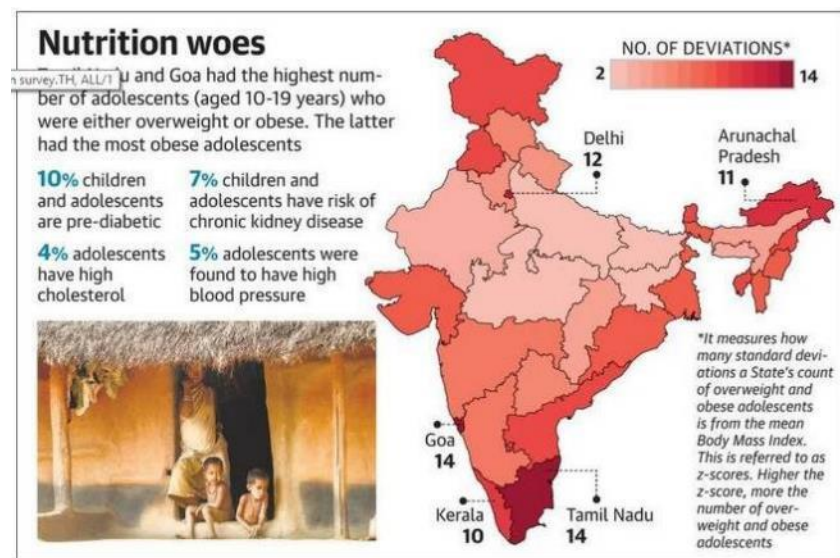 Nutrition woes
n survey.TH, ALL/1
u and Goa had the highest num-
ber of adolescents (aged 10-19 years) who
were either overweight or obese. The latter
had the most obese adolescents
10% children
and adolescents
are pre-diabetic
7% children and
adolescents have risk of
chronic kidney disease
4% adolescents
have high
cholesterol
5% adolescents were
found to have high
blood pressure
NO. OF DEVIATIONS*
2
14
Delhi
12
Arunachal
Pradesh
11
Goa
14
Kerala
10
Tamil Nadu
14
*It measures how
many standard devi-
ations a State's count
of overweight and
obese adolescents
is from the mean
Body Mass Index.
This is referred to as
z-scores. Higher the
z-score, more the
number of over-
weight and obese
adolescents